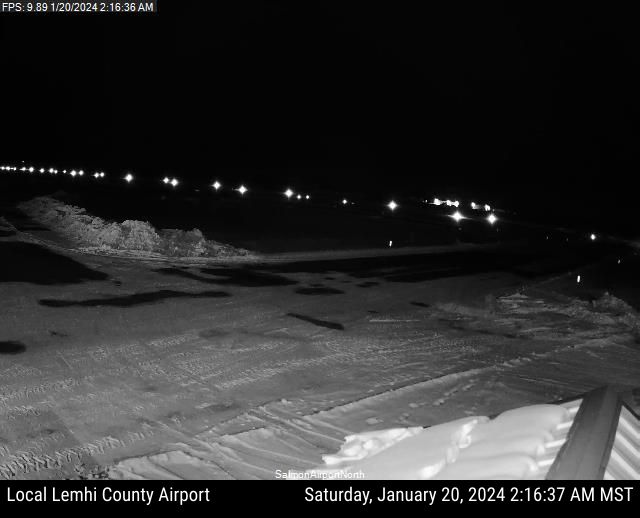 FPS: 9.89 1/20/2024 2:16:36 AM
SalmonAirportNorth
Local Lemhi County Airport Saturday, January 20, 2024 2:16:37 AM MST